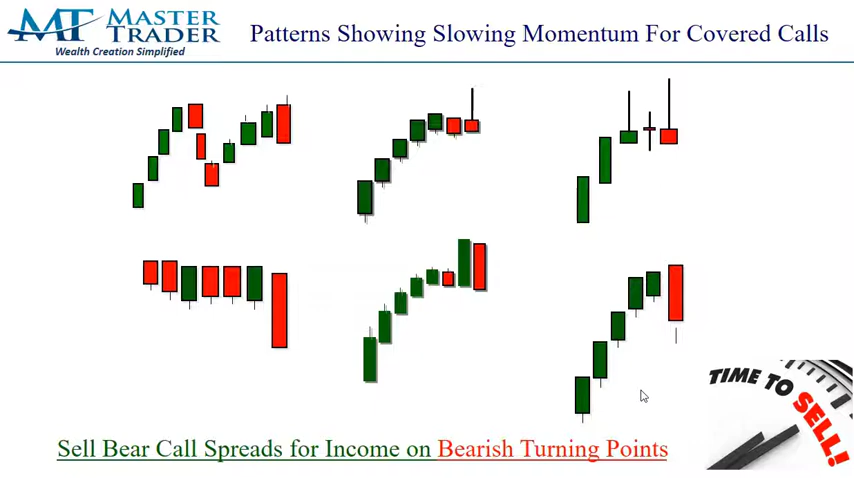 MT MASTER
TRADER
Wealth Creation Simplified
Patterns Showing Slowing Momentum For Covered Calls
TIME TO
SELL!
Sell Bear Call Spreads for Income on Bearish Turning Points